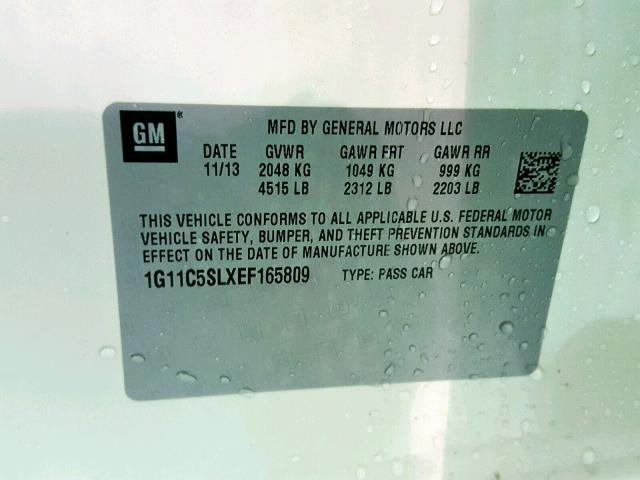 GM ® MFD BY GENERAL MOTORS LLC
DATE GVWR GAWR FRT GAWR RR
11/13 2048 KG 1049 KG 999 KG
4515 LB 2312 LB 2203 LB
THIS VEHICLE CONFORMS TO ALL APPLICABLE U.S. FEDERAL MOTOR
VEHICLE SAFETY, BUMPER, AND THEFT PREVENTION STANDARDS IN
EFFECT ON THE DATE OF MANUFACTURE SHOWN ABOVE.
1G11C5SLXEF165809 TYPE: PASS CAR